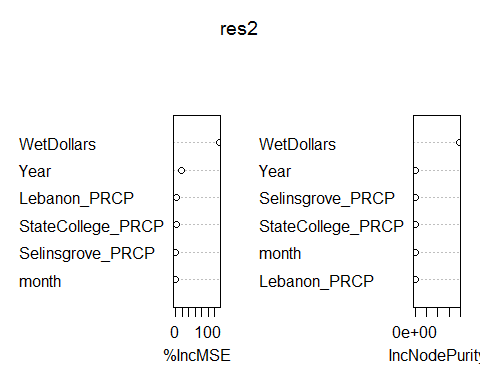 res2
WetDollars
Year
Lebanon_PRCP
StateCollege_PRCP
Selinsgrove_PRCP
month
0 100
%IncMSE
WetDollars
Year
Selinsgrove_PRCP
StateCollege_PRCP
month
Lebanon_PRCP
0e+00
IncNodePurity